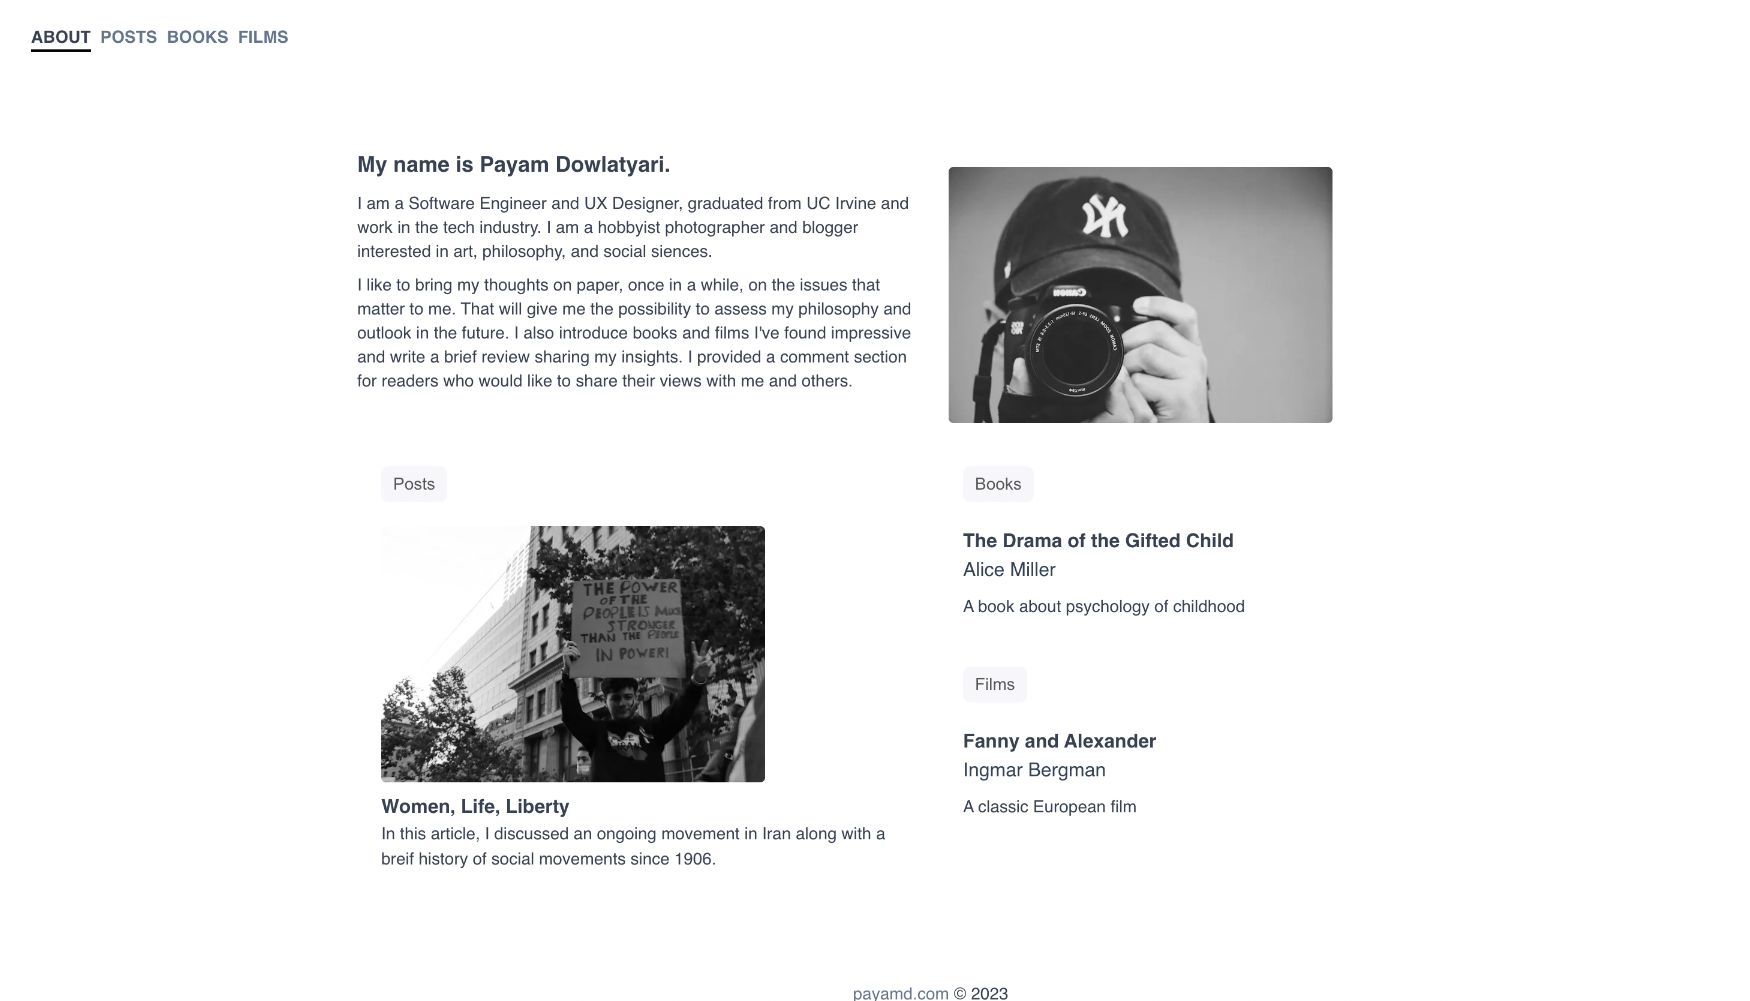 ABOUT POSTS BOOKS FILMS
My name is Payam Dowlatyari.
I am a Software Engineer and UX Designer, graduated from UC Irvine and
work in the tech industry. I am a hobbyist photographer and blogger
interested in art, philosophy, and social siences.
I like to bring my thoughts on paper, once in a while, on the issues that
matter to me. That will give me the possibility to assess my philosophy and
outlook in the future. I also introduce books and films I've found impressive
and write a brief review sharing my insights. I provided a comment section
for readers who would like to share their views with me and others.
NY
Canon
Posts
THE POWER
OF THE
PEOPLE IS MUCH
STRONGER
THAN THE PEOPLE
IN POWER!
Women, Life, Liberty
In this article, I discussed an ongoing movement in Iran along with a
breif history of social movements since 1906.
Books
The Drama of the Gifted Child
Alice Miller
A book about psychology of childhood
Films
Fanny and Alexander
Ingmar Bergman
A classic European film
payamd.com © 2023